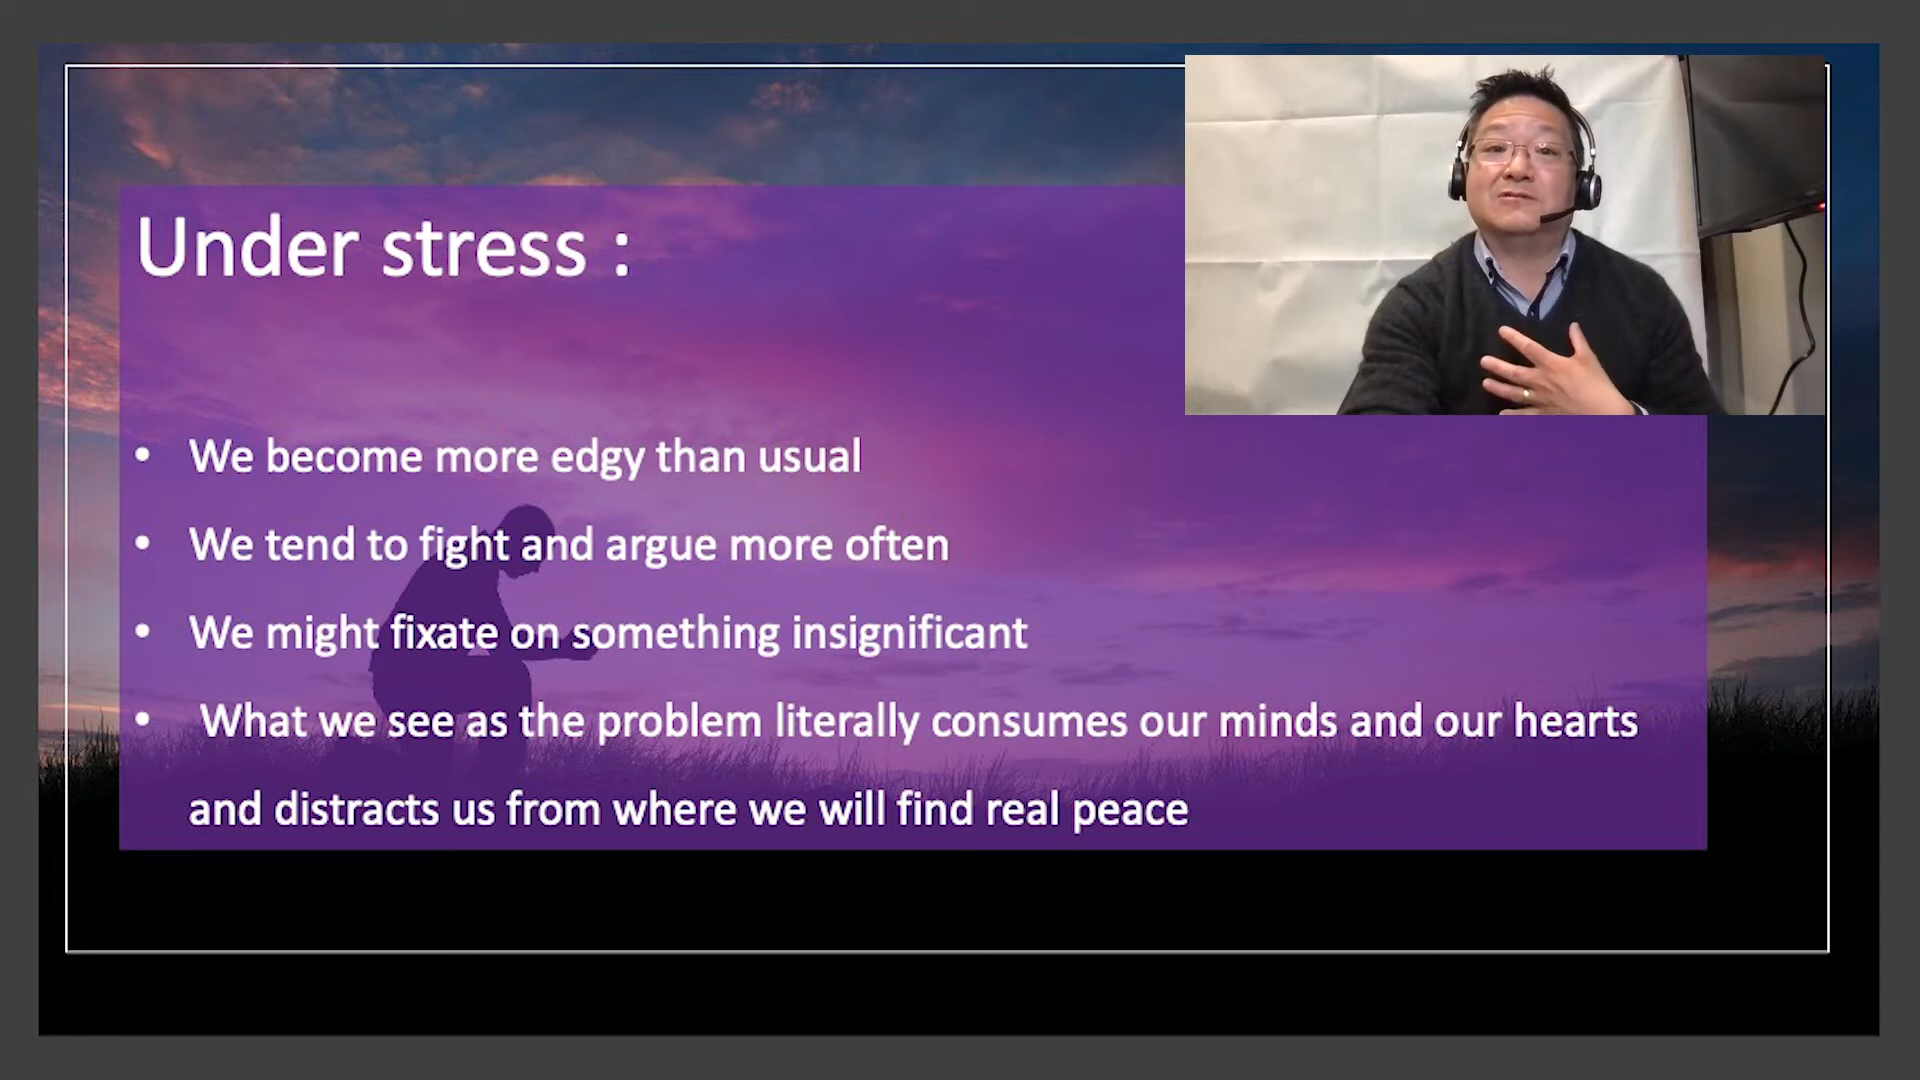 Under stress :
• We become more edgy than usual
• We tend to fight and argue more often
• We might fixate on something insignificant
• What we see as the problem literally consumes our minds and our hearts
and distracts us from where we will find real peace